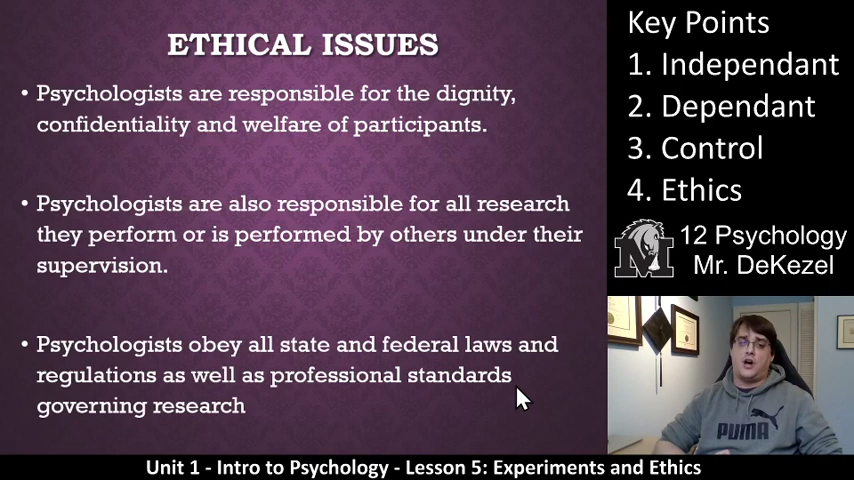 ETHICAL ISSUES
• Psychologists are responsible for the dignity,
confidentiality and welfare of participants.
• Psychologists are also responsible for all research
they perform or is performed by others under their
supervision.
• Psychologists obey all state and federal laws and
regulations as well as professional standards
governing research
Key Points
1. Independant
2. Dependant
3. Control
4. Ethics
M
12 Psychology
Mr. DeKezel
PUMA
Unit 1 - Intro to Psychology - Lesson 5: Experiments and Ethics